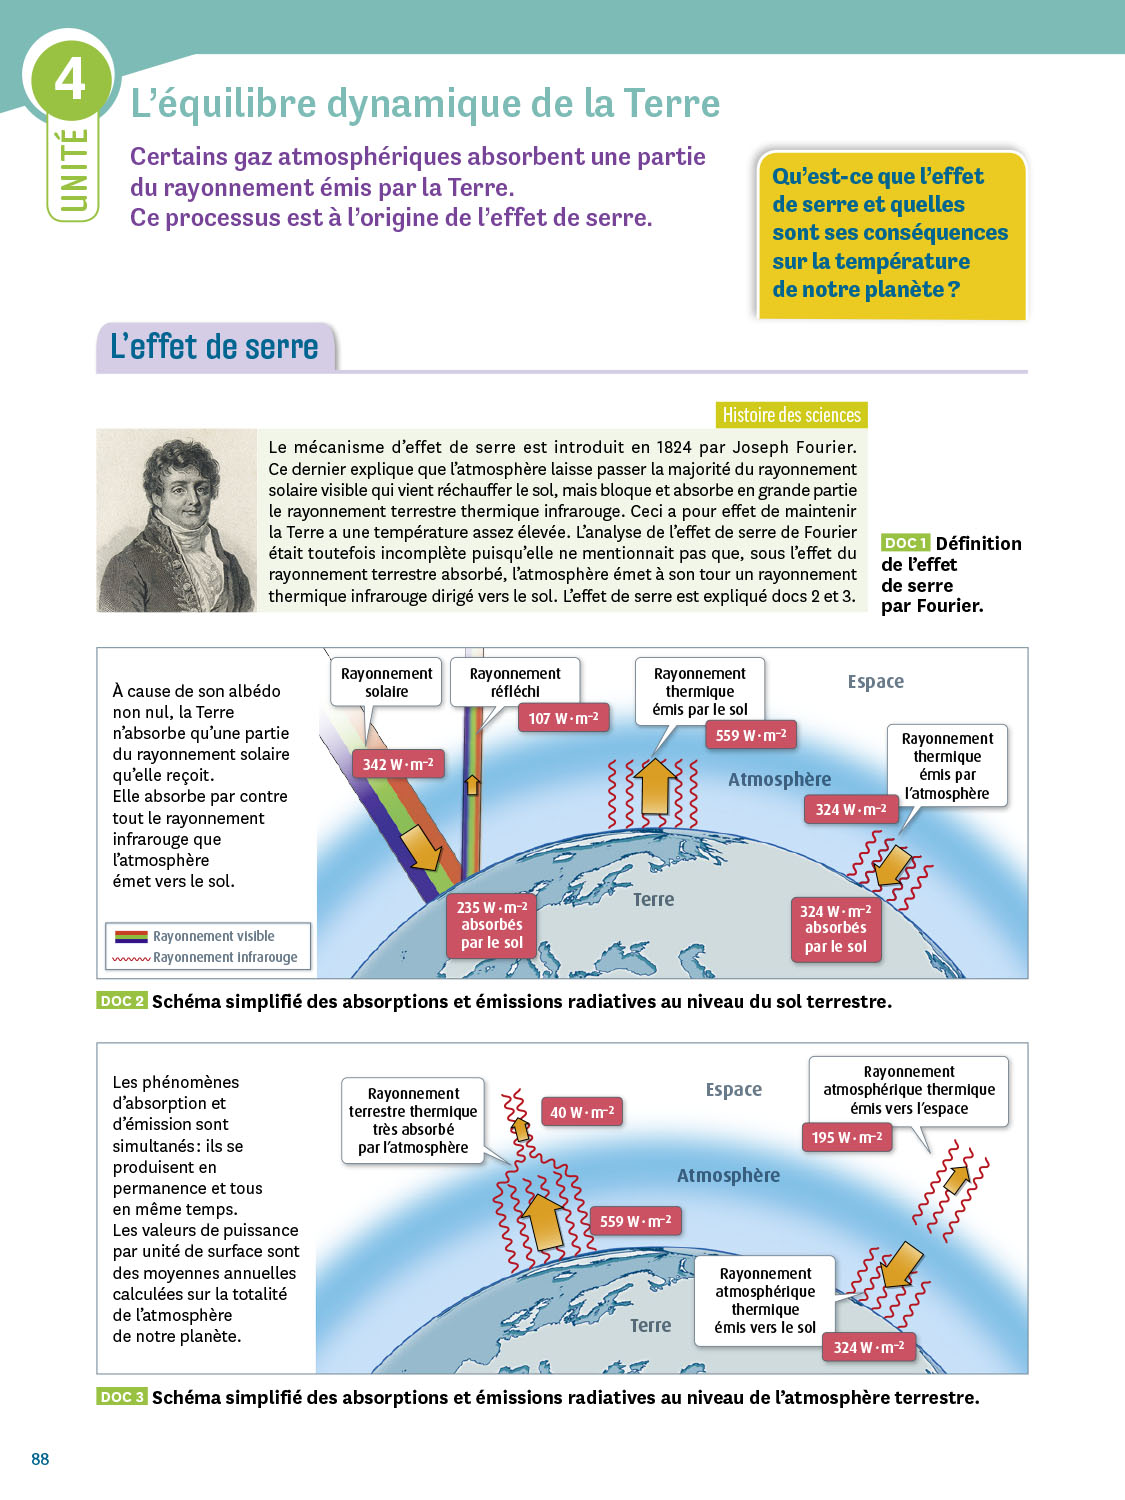 4
UNITÉ
L'équilibre dynamique de la Terre
Certains gaz atmosphériques absorbent une partie
du rayonnement émis par la Terre.
Ce processus est à l'origine de l'effet de serre.
Qu'est-ce que l'effet
de serre et quelles
sont ses conséquences
sur la température
de notre planète ?
L'effet de serre
Histoire des sciences
Le mécanisme d'effet de serre est introduit en 1824 par Joseph Fourier.
Ce dernier explique que l'atmosphère laisse passer la majorité du rayonnement
solaire visible qui vient réchauffer le sol, mais bloque et absorbe en grande partie
le rayonnement terrestre thermique infrarouge. Ceci a pour effet de maintenir
la Terre a une température assez élevée. L'analyse de l'effet de serre de Fourier
était toutefois incomplète puisqu'elle ne mentionnait pas que, sous l'effet du
rayonnement terrestre absorbé, l'atmosphère émet à son tour un rayonnement
thermique infrarouge dirigé vers le sol. L'effet de serre est expliqué docs 2 et 3.
DOC 1 Définition
de l'effet
de serre
par Fourier.
À cause de son albédo
non nul, la Terre
n'absorbe qu'une partie
du rayonnement solaire
qu'elle reçoit.
Elle absorbe par contre
tout le rayonnement
infrarouge que
l'atmosphère
émet vers le sol.
Rayonnement visible
Rayonnement infrarouge
Rayonnement
solaire
342 W·m⁻²
Rayonnement
réfléchi
107 W·m⁻²
Rayonnement
thermique
émis par le sol
559 W·m⁻²
Espace
Atmosphère
Rayonnement
thermique
émis par
l'atmosphère
324 W·m⁻²
Terre
235 W·m⁻²
absorbés
par le sol
324 W·m⁻²
absorbés
par le sol
DOC 2 Schéma simplifié des absorptions et émissions radiatives au niveau du sol terrestre.
Les phénomènes
d'absorption et
d'émission sont
simultanés : ils se
produisent en
permanence et tous
en même temps.
Les valeurs de puissance
par unité de surface sont
des moyennes annuelles
calculées sur la totalité
de l'atmosphère
de notre planète.
Rayonnement
terrestre thermique
très absorbé
par l'atmosphère
40 W·m⁻²
559 W·m⁻²
Espace
Atmosphère
Rayonnement
atmosphérique thermique
émis vers l'espace
195 W·m⁻²
Terre
Rayonnement
atmosphérique
thermique
émis vers le sol
324 W·m⁻²
DOC 3 Schéma simplifié des absorptions et émissions radiatives au niveau de l'atmosphère terrestre.
88